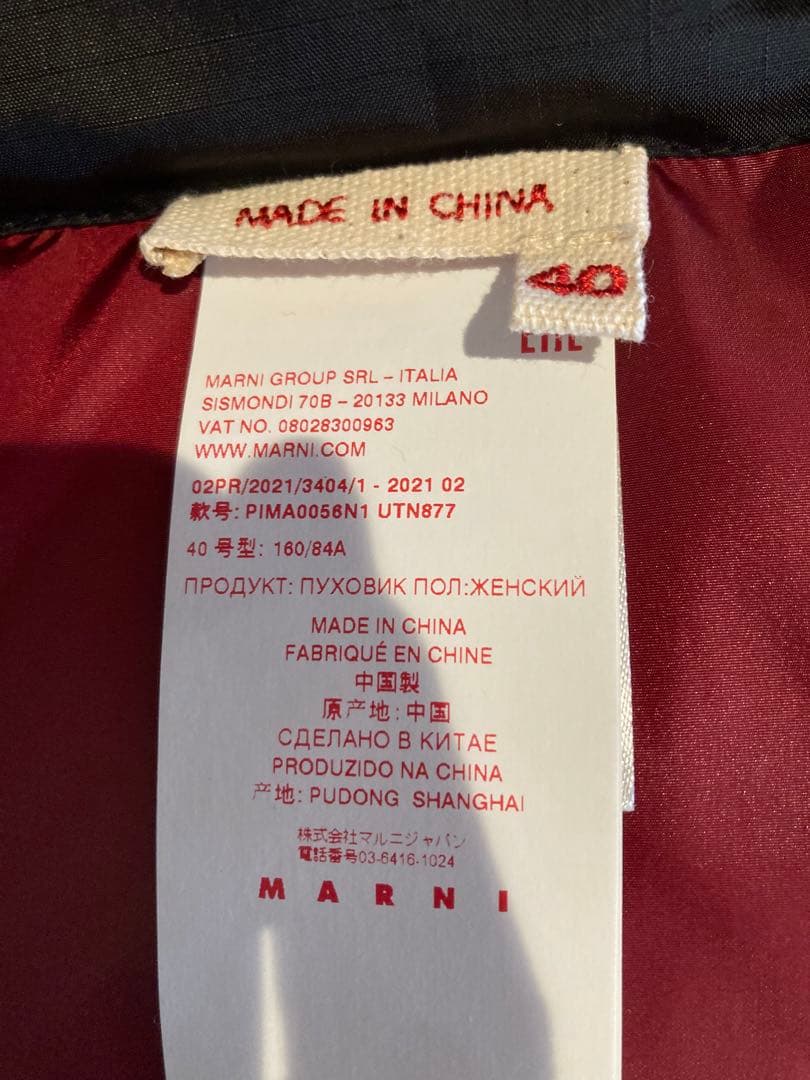 MADE IN CHINA
40
MARNI GROUP SRL – ITALIA
SISMONDI 70B – 20133 MILANO
VAT NO. 08028300963
WWW.MARNI.COM
02PR/2021/3404/1 - 2021 02
款号: PIMA0056N1 UTN877
40 号型: 160/84A
ПРОДУКТ: ПУХОВИК ПОЛ:ЖЕНСКИЙ
MADE IN CHINA
FABRIQUÉ EN CHINE
中国製
原产地: 中国
СДЕЛАНО В КИТАЕ
PRODUZIDO NA CHINA
产地: PUDONG SHANGHAI
株式会社マルニジャパン
電話番号03-6416-1024
MARNI